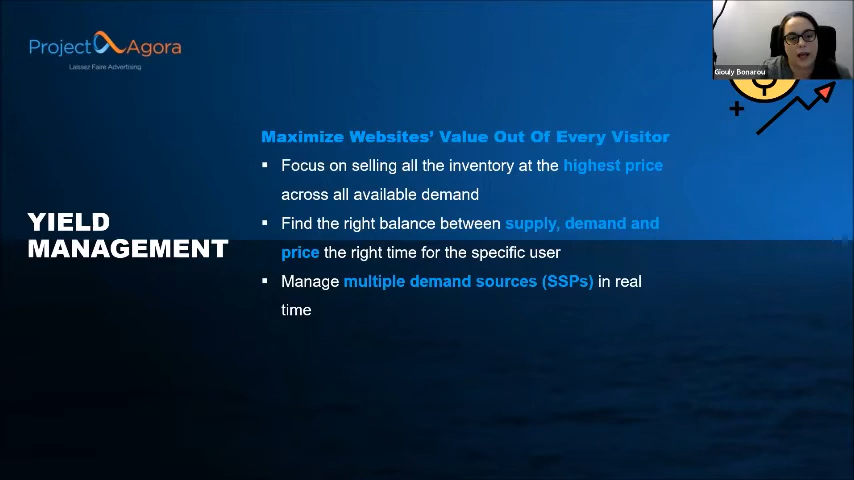 Project Agora
Laissez Faire Advertising
Giouly Bonarou
Maximize Websites' Value Out Of Every Visitor
▪ Focus on selling all the inventory at the highest price
across all available demand
YIELD
MANAGEMENT
▪ Find the right balance between supply, demand and
price the right time for the specific user
▪ Manage multiple demand sources (SSPs) in real
time